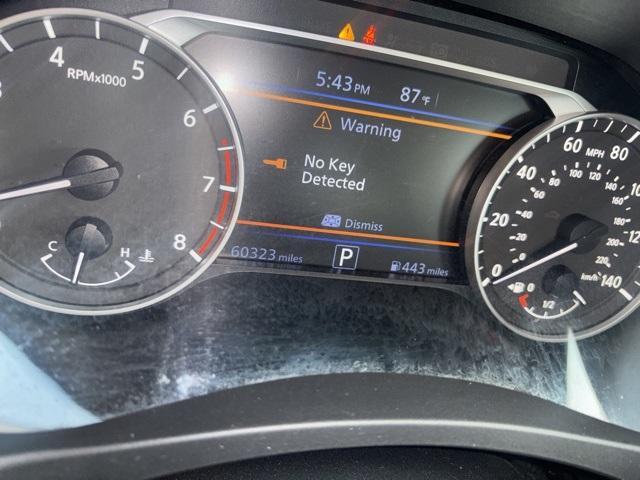 5:43 PM 87°F
Warning
No Key
Detected
Dismiss
60323 miles P 443 miles
4 5 6 7 8
RPMx1000
C H
0 20 40 60 80
MPH
0 20 40 60 80 100 120 140 160 180 200 220
km/h 140
0 1/2